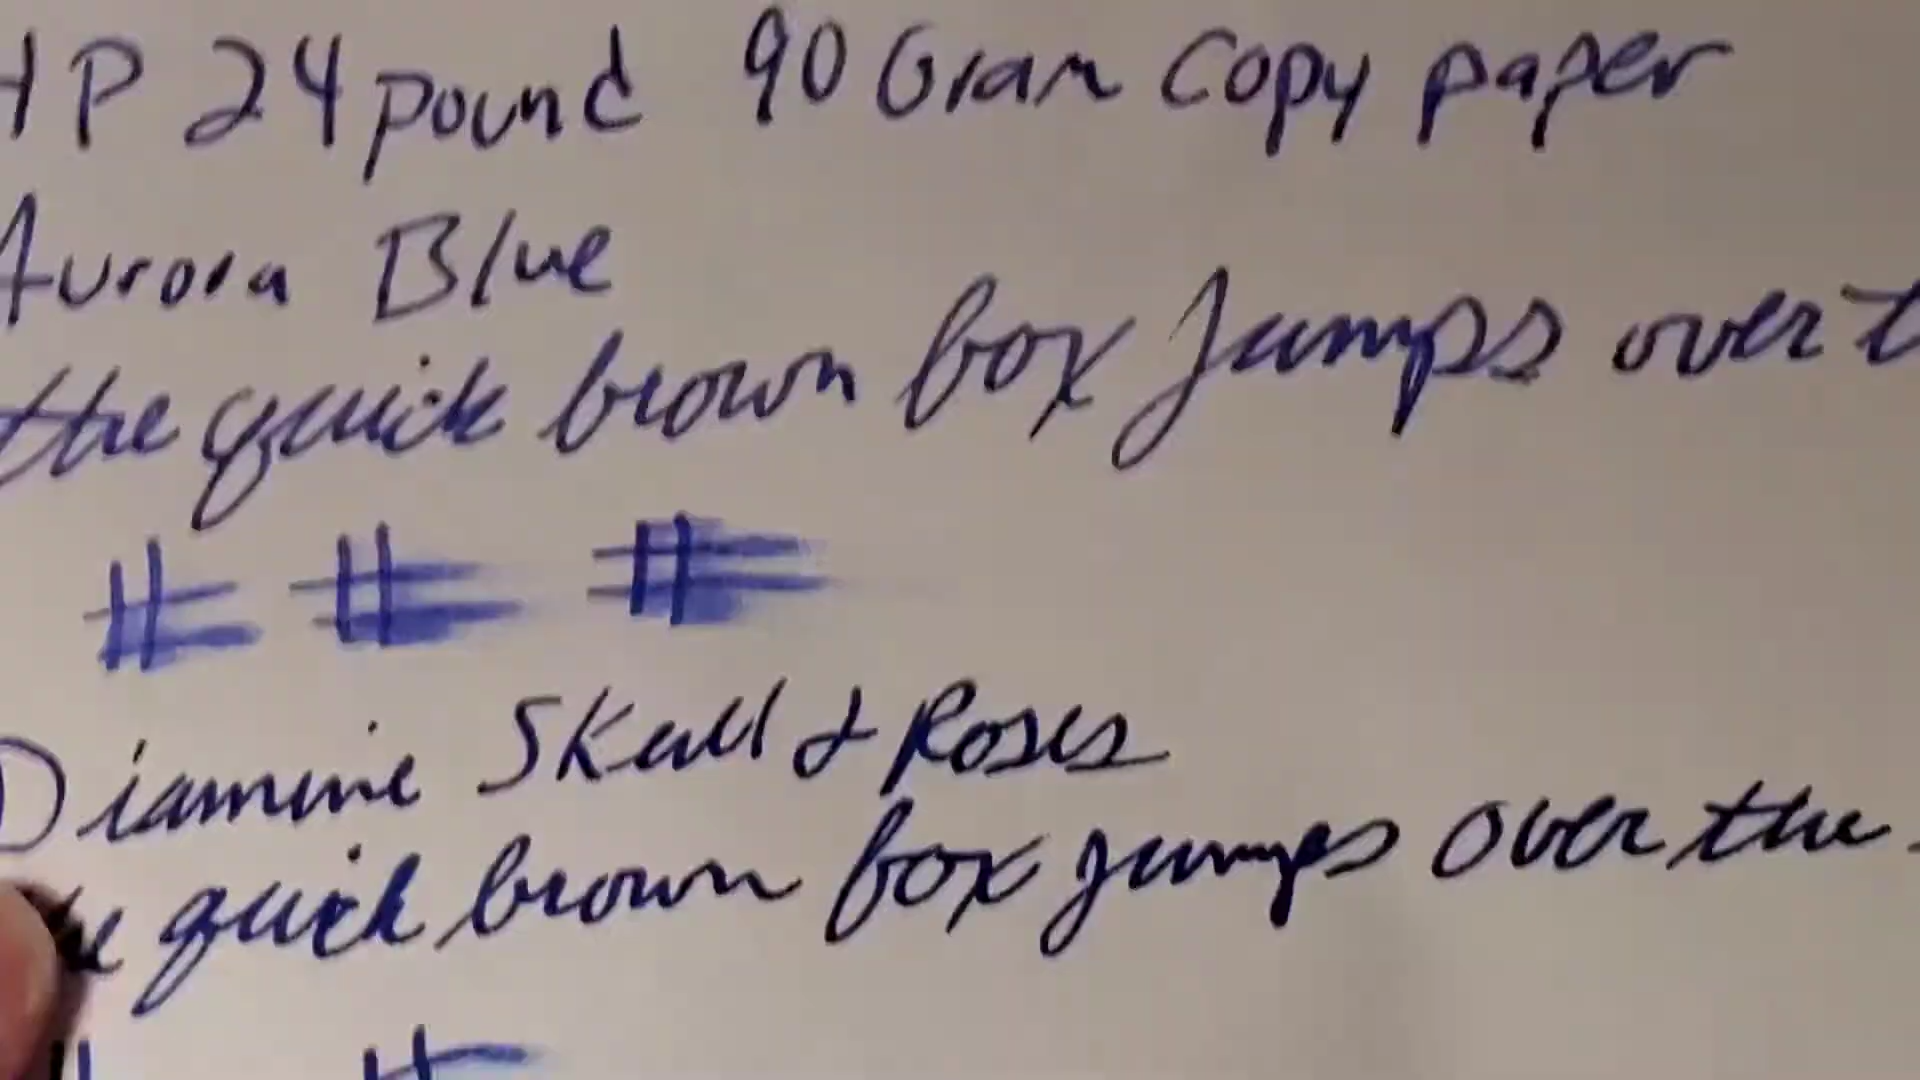 HP 24 pound 90 Gram Copy paper
Aurora Blue
the quick brown box Jumps over t
# # #
Diamine Skull & Roses
the quick brown box jumps over the